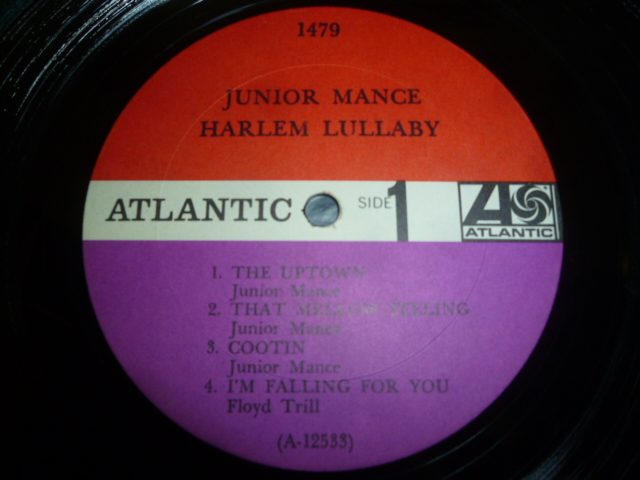 1479
JUNIOR MANCE
HARLEM LULLABY
ATLANTIC SIDE 1 ATLANTIC
1. THE UPTOWN
Junior Mance
2. THAT MELLOW FEELING
Junior Mance
3. COOTIN
Junior Mance
4. I'M FALLING FOR YOU
Floyd Trill
(A-12533)